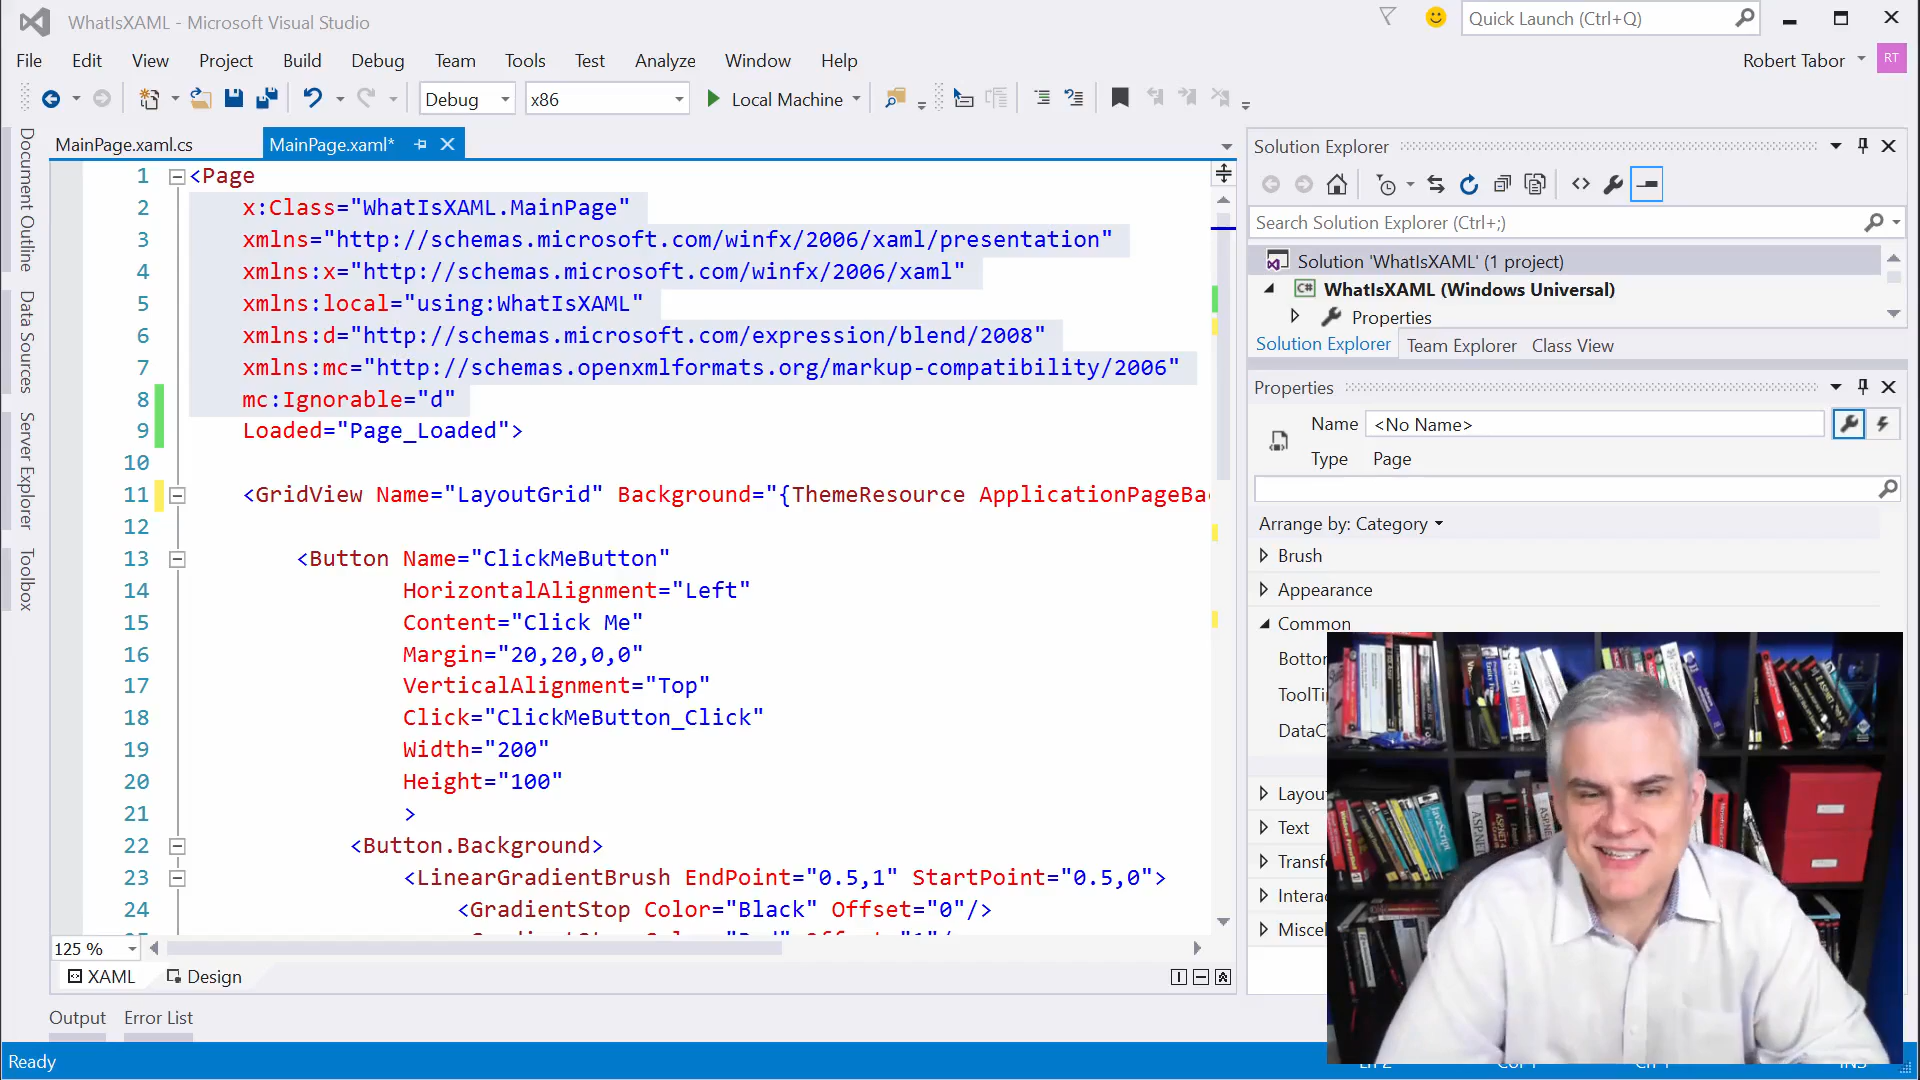 WhatIsXAML - Microsoft Visual Studio
Quick Launch (Ctrl+Q)
File Edit View Project Build Debug Team Tools Test Analyze Window Help
Robert Tabor RT
Debug x86 Local Machine
MainPage.xaml.cs MainPage.xaml*
Document Outline
Data Sources
Server Explorer
Toolbox
1 <Page
2 x:Class="WhatIsXAML.MainPage"
3 xmlns="http://schemas.microsoft.com/winfx/2006/xaml/presentation"
4 xmlns:x="http://schemas.microsoft.com/winfx/2006/xaml"
5 xmlns:local="using:WhatIsXAML"
6 xmlns:d="http://schemas.microsoft.com/expression/blend/2008"
7 xmlns:mc="http://schemas.openxmlformats.org/markup-compatibility/2006"
8 mc:Ignorable="d"
9 Loaded="Page_Loaded">
10
11 <GridView Name="LayoutGrid" Background="{ThemeResource ApplicationPageBac
12
13 <Button Name="ClickMeButton"
14 HorizontalAlignment="Left"
15 Content="Click Me"
16 Margin="20,20,0,0"
17 VerticalAlignment="Top"
18 Click="ClickMeButton_Click"
19 Width="200"
20 Height="100"
21 >
22 <Button.Background>
23 <LinearGradientBrush EndPoint="0.5,1" StartPoint="0.5,0">
24 <GradientStop Color="Black" Offset="0"/>
125 %
XAML Design
Output Error List
Ready
Solution Explorer
Search Solution Explorer (Ctrl+;)
Solution 'WhatIsXAML' (1 project)
C# WhatIsXAML (Windows Universal)
Properties
Solution Explorer Team Explorer Class View
Properties
Name <No Name>
Type Page
Arrange by: Category
Brush
Appearance
Common
Botto
ToolTi
DataC
Layou
Text
Transf
Intera
Miscel